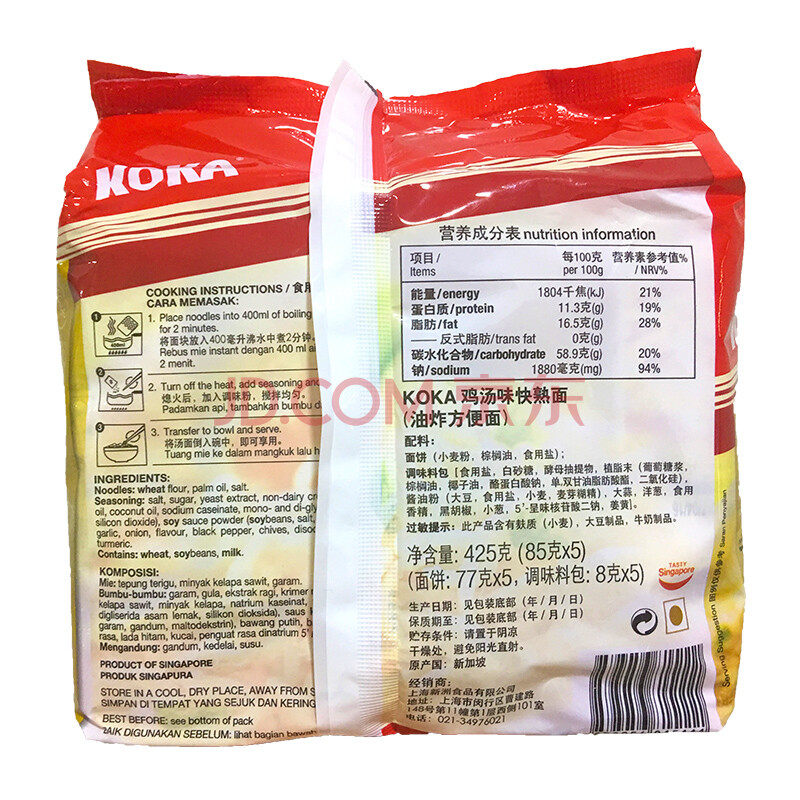 KOKA
COOKING INSTRUCTIONS / 食用
CARA MEMASAK:
1. Place noodles into 400ml of boiling
for 2 minutes.
将面块放入400毫升沸水中煮2分钟。
Rebus mie instant dengan 400 ml air
2 menit.
400ml
2. Turn off the heat, add seasoning and
熄火后，加入调味粉，搅拌均匀。
Padamkan api, tambahkan bumbu da
3. Transfer to bowl and serve.
将汤面倒入碗中，即可享用。
Tuang mie ke dalam mangkuk lalu h
INGREDIENTS:
Noodles: wheat flour, palm oil, salt.
Seasoning: salt, sugar, yeast extract, non-dairy cre
oil, coconut oil, sodium caseinate, mono- and di-gly
silicon dioxide), soy sauce powder (soybeans, salt,
garlic, onion, flavour, black pepper, chives, disod
turmeric.
Contains: wheat, soybeans, milk.
KOMPOSISI:
Mie: tepung terigu, minyak kelapa sawit, garam.
Bumbu-bumbu: garam, gula, ekstrak ragi, krimer
sawit, minyak kelapa, natrium kaseinat,
digliserida asam lemak, silikon dioksida), saus k
garam, gandum, maltodekstrin), bawang putih, b
rasa, lada hitam, kucai, penguat rasa dinatrium 5'
Mengandung: gandum, kedelai, susu.
PRODUCT OF SINGAPORE
PRODUK SINGAPURA
STORE IN A COOL, DRY PLACE, AWAY FROM S
SIMPAN DI TEMPAT YANG SEJUK DAN KERING
BEST BEFORE: see bottom of pack
BAIK DIGUNAKAN SEBELUM: lihat bagian bawah
营养成分表 nutrition information
项目/ Items 每100克 per 100g 营养素参考值%/NRV%
能量/energy 1804千焦(kJ) 21%
蛋白质/protein 11.3克(g) 19%
脂肪/fat 16.5克(g) 28%
——反式脂肪/trans fat 0克(g)
碳水化合物/carbohydrate 58.9克(g) 20%
钠/sodium 1880毫克(mg) 94%
KOKA 鸡汤味快熟面
(油炸方便面)
配料:
面饼(小麦粉，棕榈油，食用盐);
调味料包 [食用盐，白砂糖，酵母抽提物，植脂末（葡萄糖浆，
棕榈油，椰子油，酪蛋白酸钠，单.双甘油脂肪酸酯，二氧化硅），
酱油粉（大豆，食用盐，小麦，麦芽糊精），大蒜，洋葱，食用
香精，黑胡椒，小葱，5'-呈味核苷酸二钠，姜黄]。
过敏提示: 此产品含有麸质（小麦），大豆制品，牛奶制品。
净含量: 425克 (85克x5)
(面饼: 77克x5，调味料包: 8克x5)
生产日期: 见包装底部（年/月/日）
保质期至: 见包装底部（年/月/日）
贮存条件: 请置于阴凉
干燥处，避免阳光直射。
原产国: 新加坡
经销商:
上海新洲食品有限公司
地址: 上海市闵行区曹建路
148号第11幢第1层西侧101室
电话: 021-34976021
TASTY
Singapore
Serving Suggestion 图例仅供参考 Saran Penyajian
KOKA
JD.COM 京东